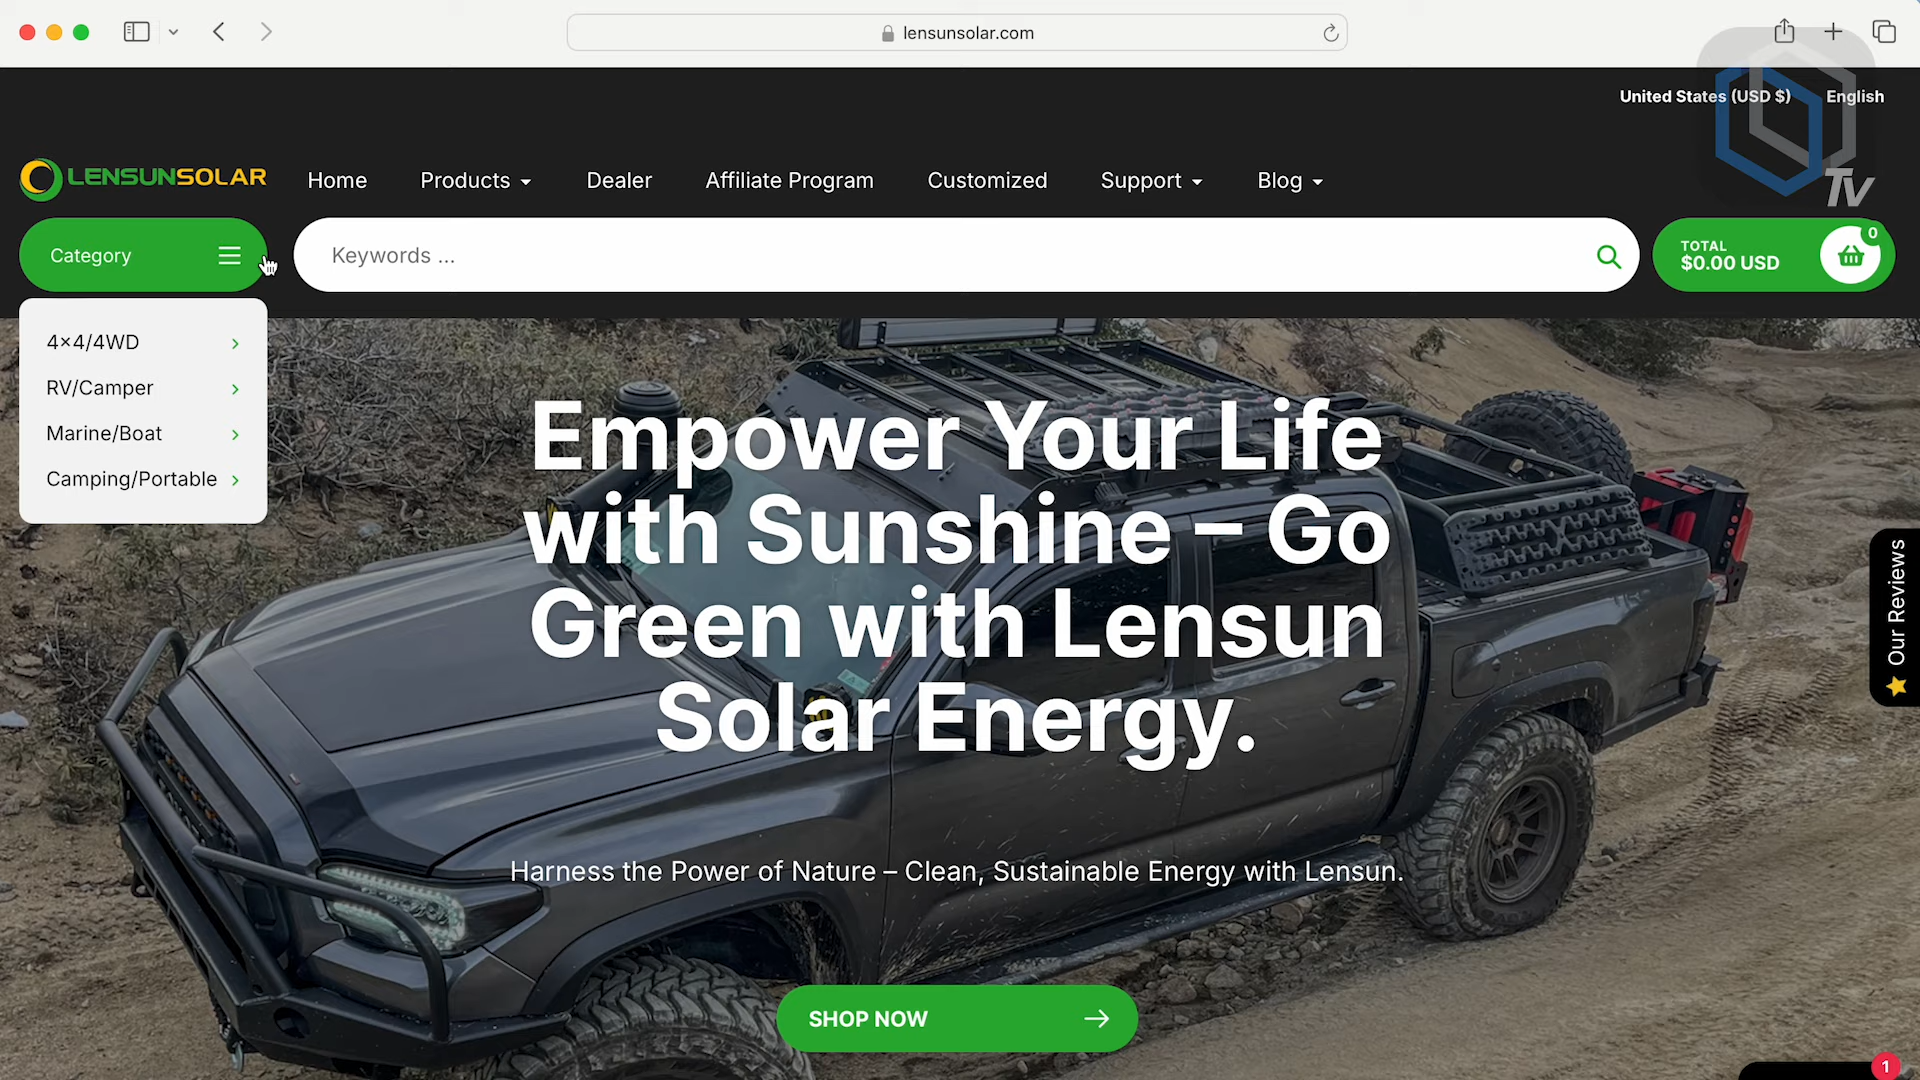 lensunsolar.com
United States (USD $) English
TV
LENSUNSOLAR Home Products Dealer Affiliate Program Customized Support Blog
Category
Keywords ...
TOTAL
$0.00 USD
0
4×4/4WD
RV/Camper
Marine/Boat
Camping/Portable
Empower Your Life
with Sunshine – Go
Green with Lensun
Solar Energy.
Our Reviews
Harness the Power of Nature – Clean, Sustainable Energy with Lensun.
SHOP NOW
1